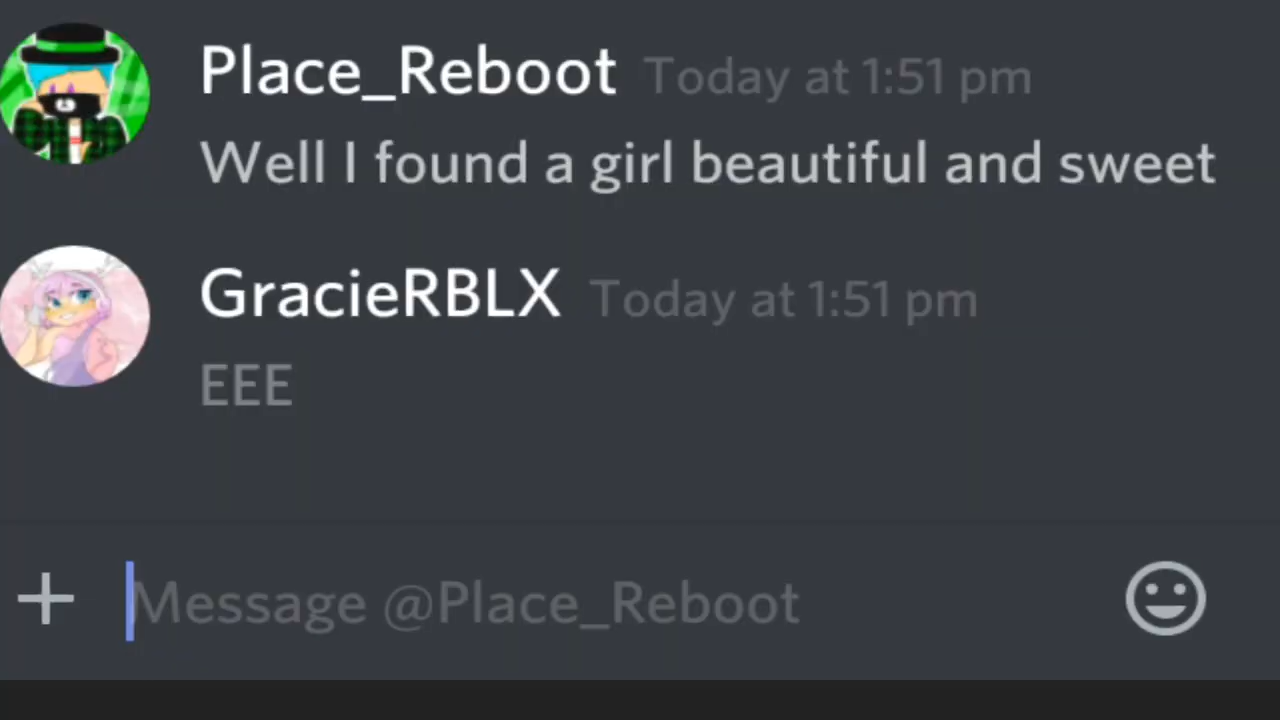 Place_Reboot Today at 1:51 pm
Well I found a girl beautiful and sweet
GracieRBLX Today at 1:51 pm
EEE
Message @Place_Reboot